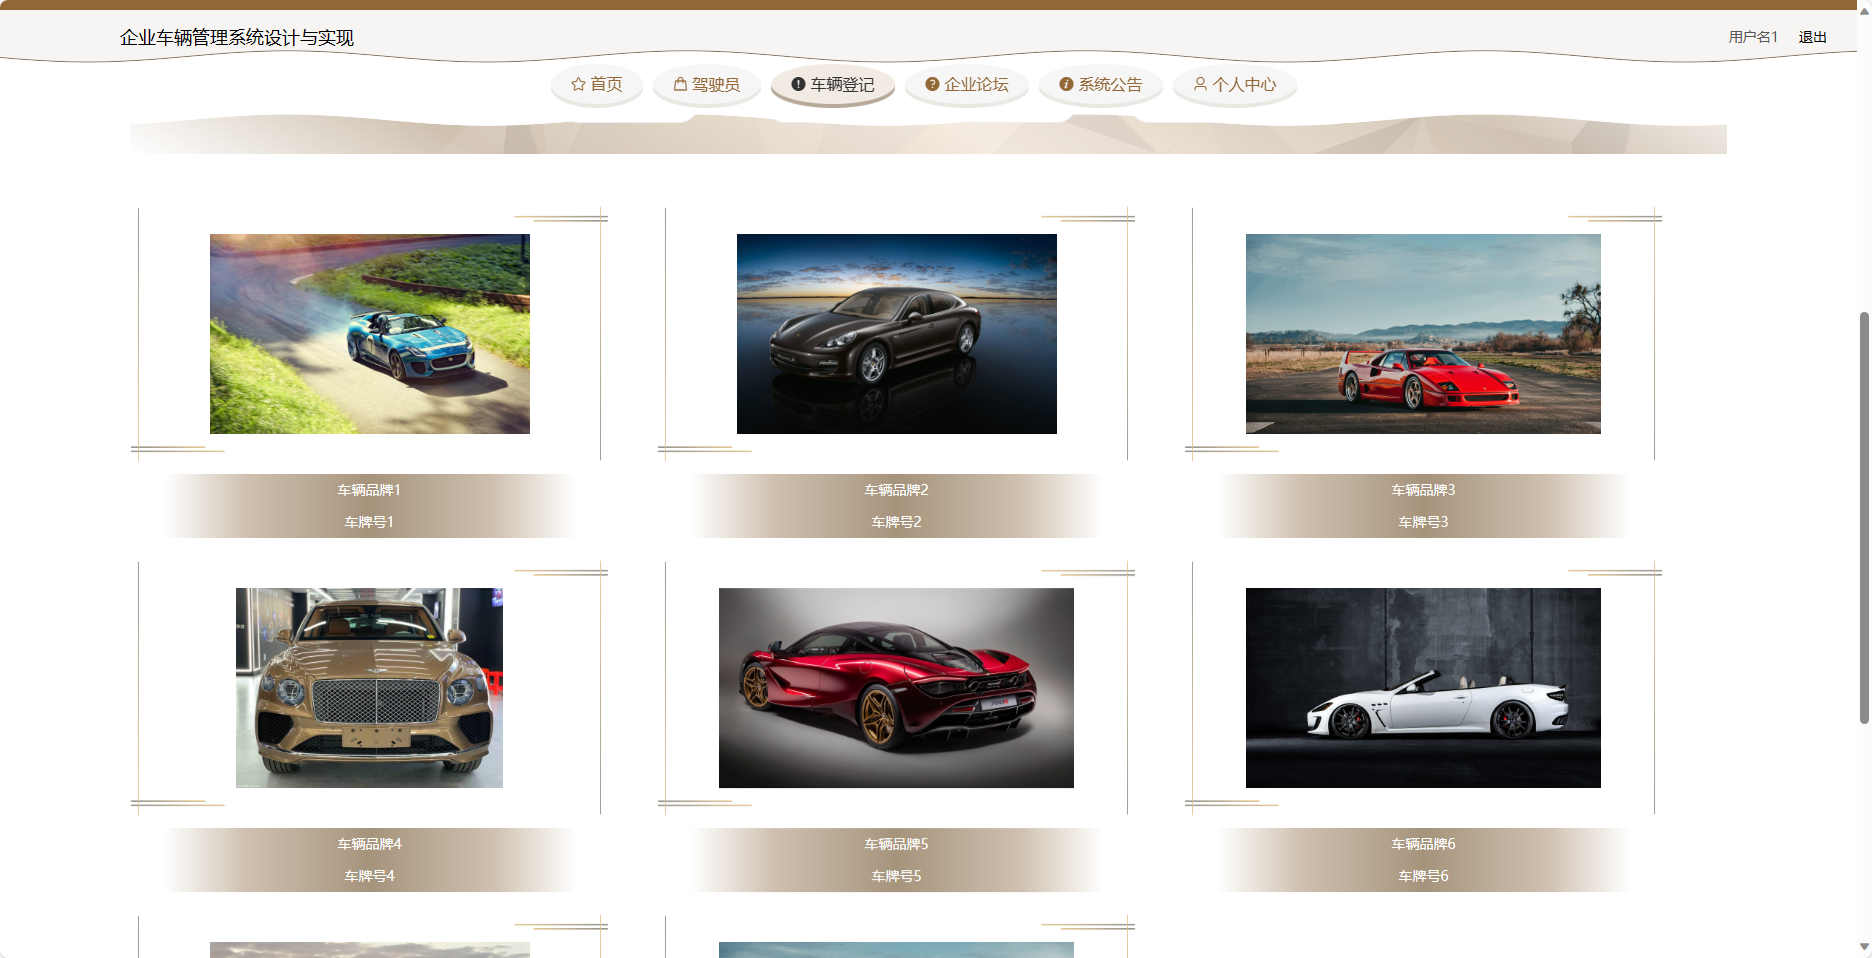 企业车辆管理系统设计与实现
用户名1 退出
首页 驾驶员 车辆登记 企业论坛 系统公告 个人中心
车辆品牌1
车牌号1
车辆品牌2
车牌号2
车辆品牌3
车牌号3
车辆品牌4
车牌号4
车辆品牌5
车牌号5
车辆品牌6
车牌号6